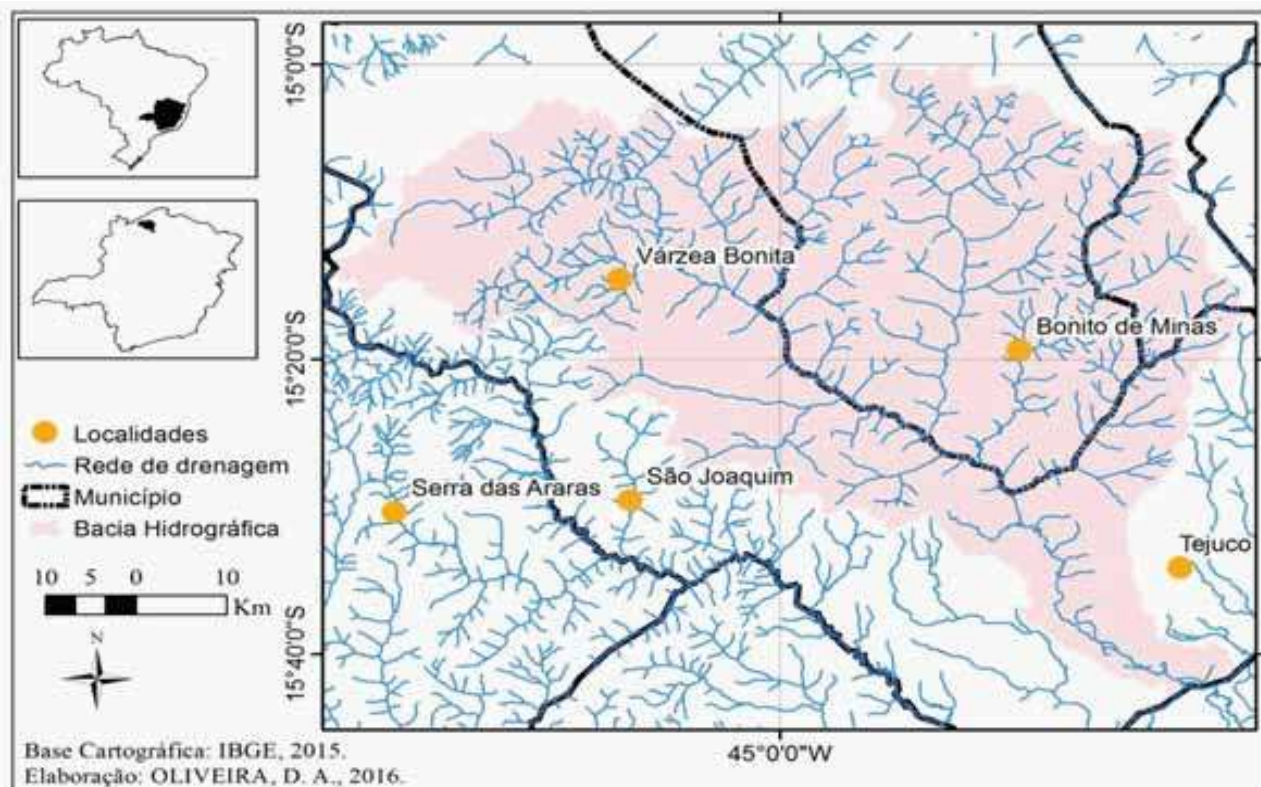 15°0'0"S
Várzea Bonita
Bonito de Minas
15°20'0"S
Localidades
Rede de drenagem
Município
Bacia Hidrográfica
Serra das Araras
São Joaquim
Tejuco
10 5 0 10
Km
N
15°40'0"S
45°0'0"W
Base Cartográfica: IBGE, 2015.
Elaboração: OLIVEIRA, D. A., 2016.